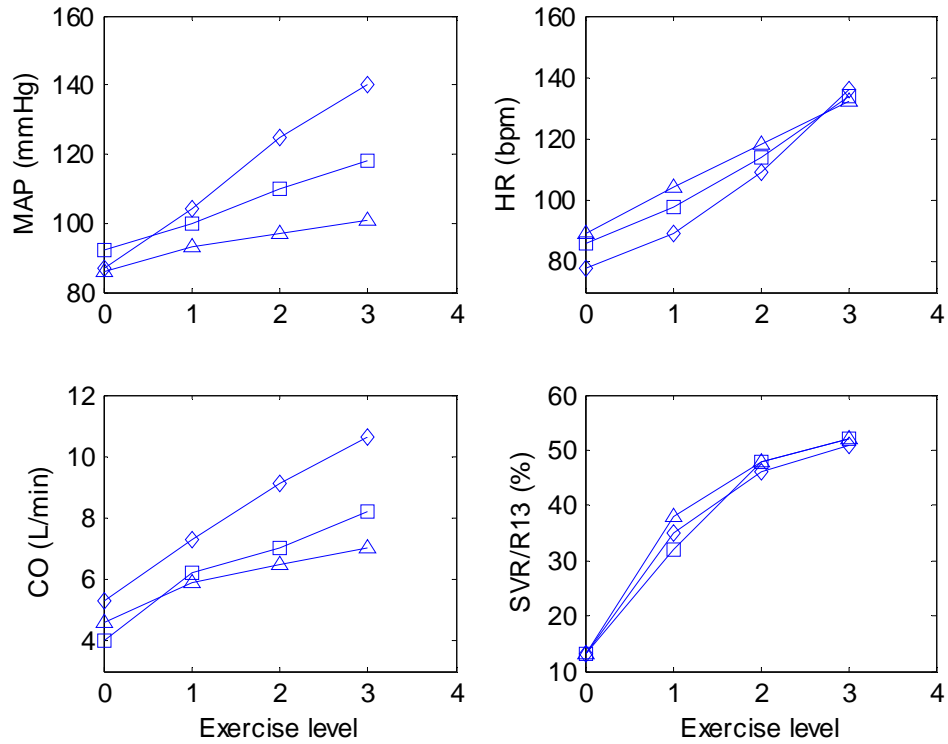 MAP (mmHg)
160
140
120
100
80
0 1 2 3 4
HR (bpm)
160
140
120
100
80
0 1 2 3 4
CO (L/min)
12
10
8
6
4
0 1 2 3 4
Exercise level
SVR/R13 (%)
60
50
40
30
20
10
0 1 2 3 4
Exercise level